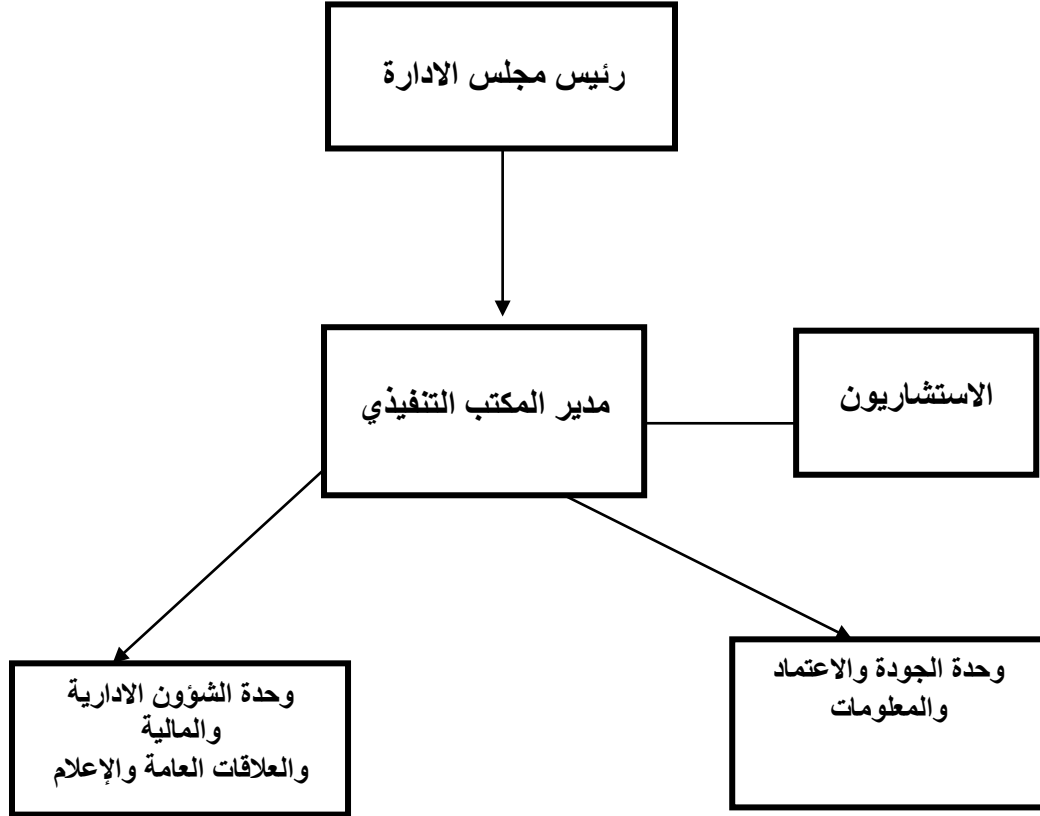 رئيس مجلس الادارة
مدير المكتب التنفيذي
الاستشاريون
وحدة الجودة والاعتماد
والمعلومات
وحدة الشؤون الادارية
والمالية
والعلاقات العامة والإعلام